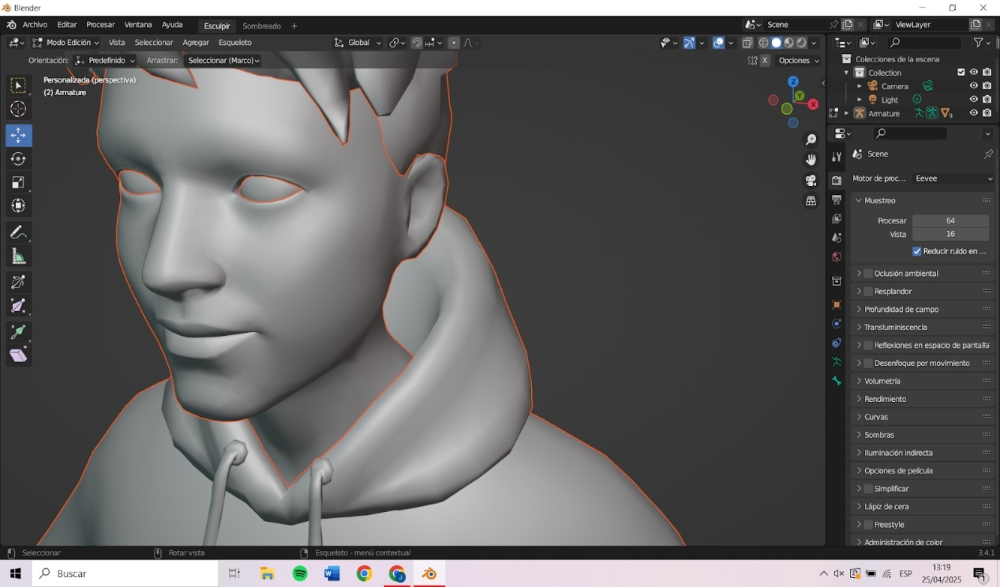 Blender
Archivo Editar Procesar Ventana Ayuda Esculpir Sombreado + Scene ViewLayer
Modo Edición Vista Seleccionar Agregar Esqueleto Global
Orientación: Predefinido Arrastrar: Seleccionar (Marco) X Opciones
Personalizada (perspectiva)
(2) Armature
Z
Y
X
Colecciones de la escena
Collection
Camera
Light
Armature 9
Scene
Motor de proc... Eevee
Muestreo
Procesar 64
Vista 16
Reducir ruido en ...
Oclusión ambiental
Resplandor
Profundidad de campo
Transluminiscencia
Reflexiones en espacio de pantalla
Desenfoque por movimiento
Volumetría
Rendimiento
Curvas
Sombras
Iluminación indirecta
Opciones de película
Simplificar
Lápiz de cera
Freestyle
Administración de color
Seleccionar Rotar vista Esqueleto - menú contextual 3.4.1
Buscar
ESP
13:19
25/04/2025
1